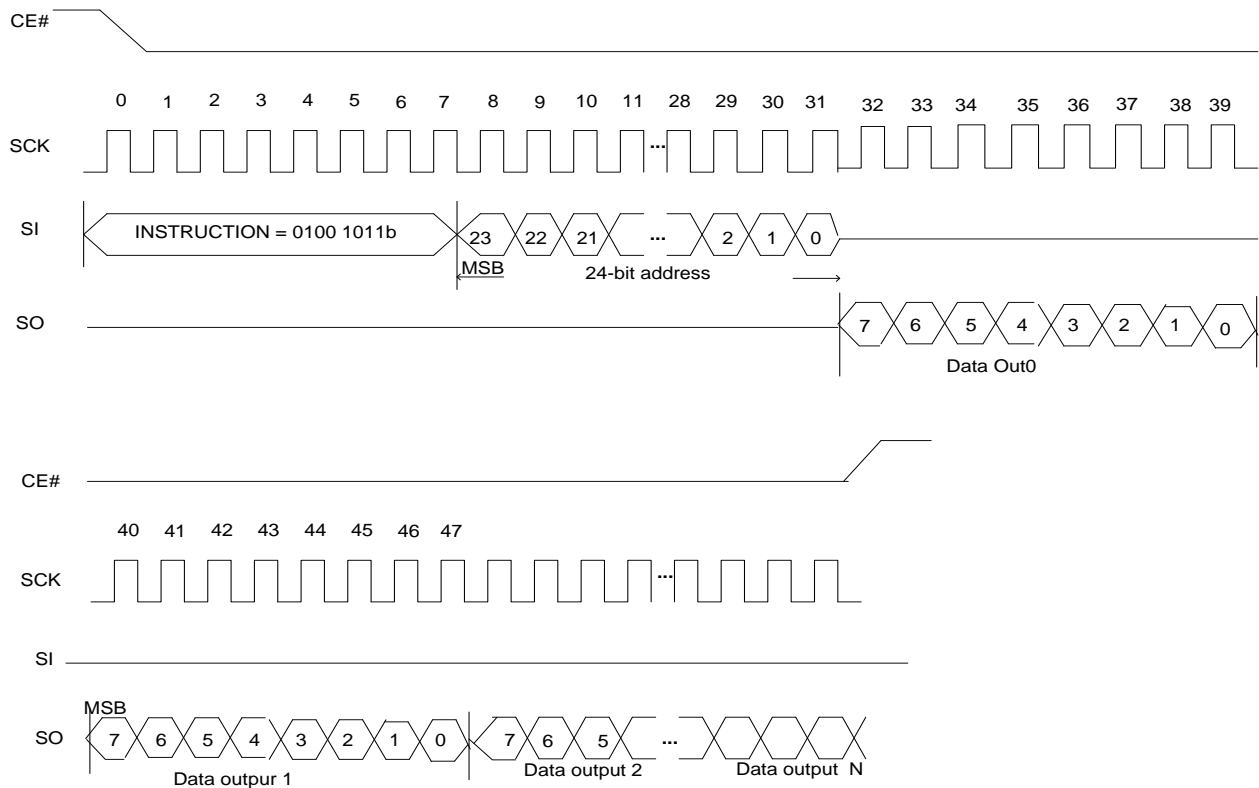 CE#
0 1 2 3 4 5 6 7 8 9 10 11 28 29 30 31 32 33 34 35 36 37 38 39
SCK ...
SI INSTRUCTION = 0100 1011b 23 22 21 ... 2 1 0
MSB 24-bit address
SO 7 6 5 4 3 2 1 0
Data Out0
CE#
40 41 42 43 44 45 46 47
SCK ...
SI
MSB
SO 7 6 5 4 3 2 1 0 7 6 5 ...
Data outpur 1 Data output 2 Data output N